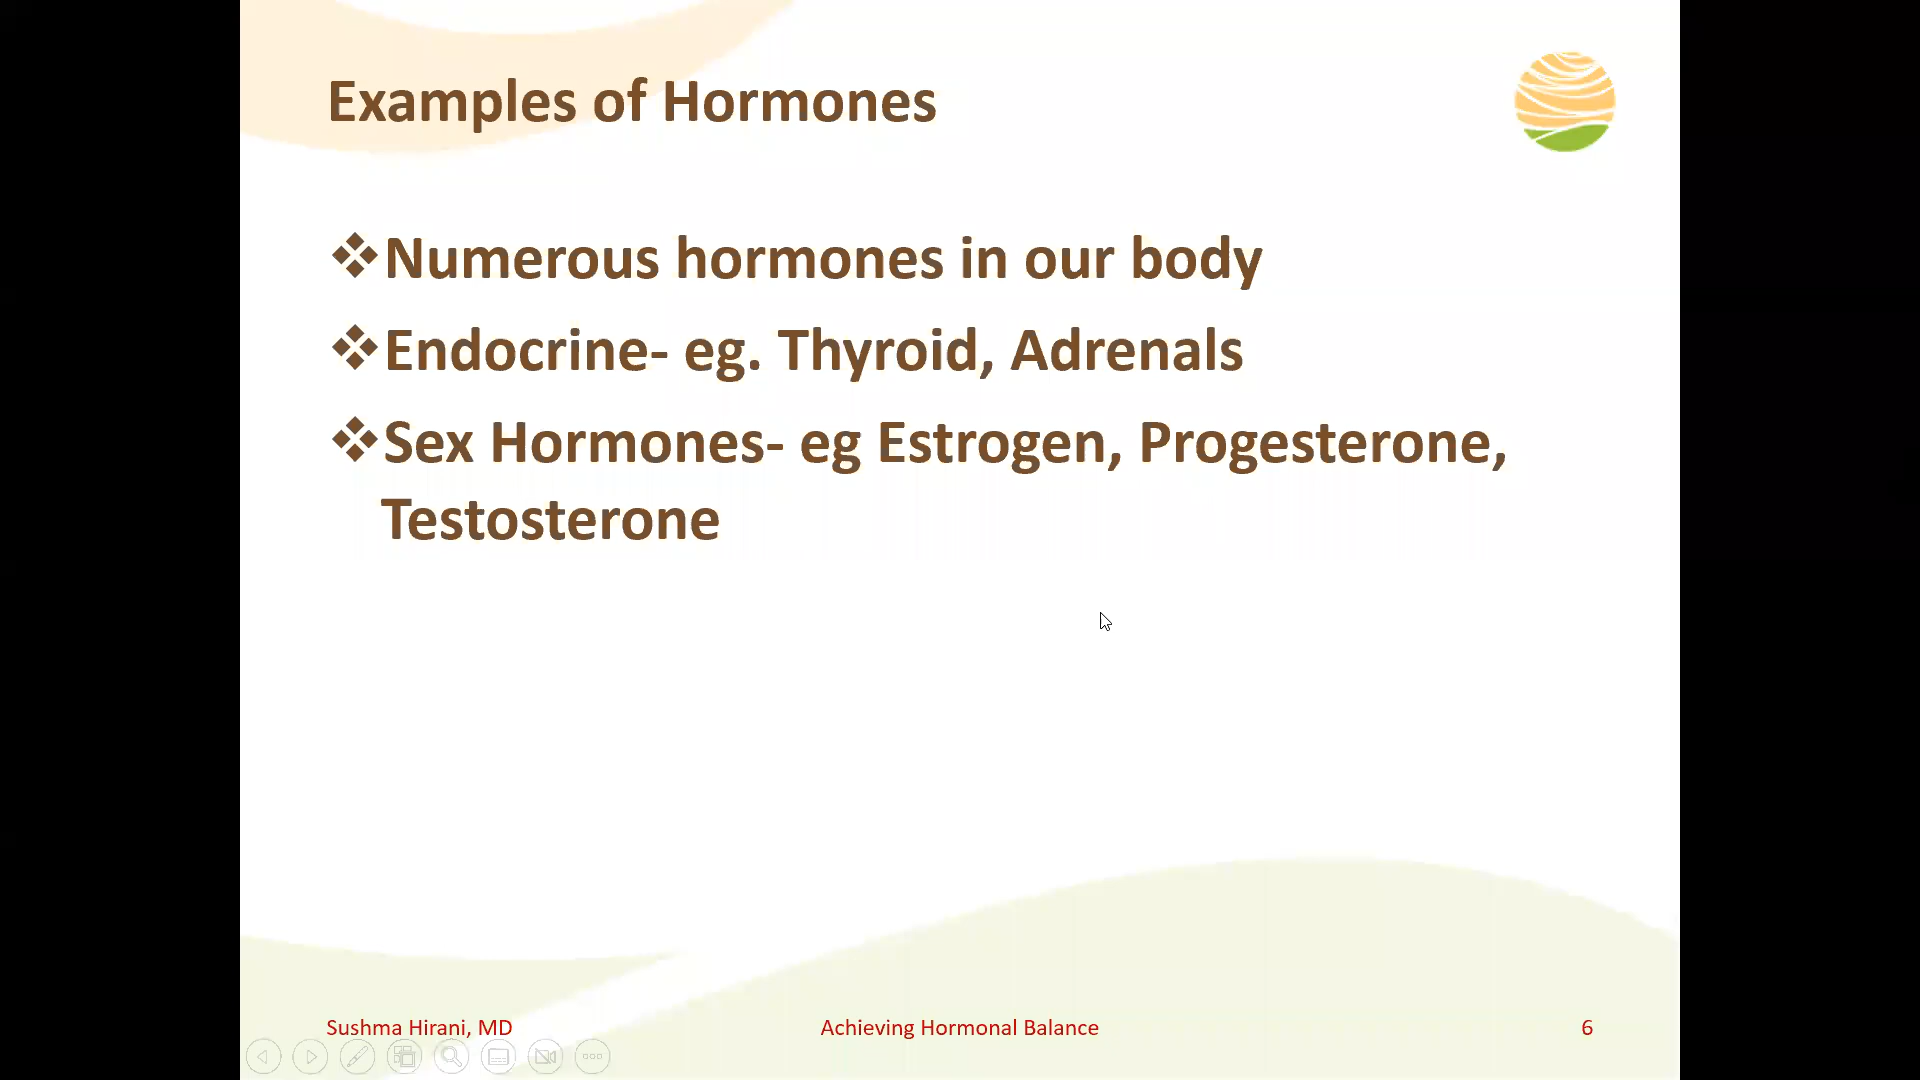 Examples of Hormones
❖Numerous hormones in our body
❖Endocrine- eg. Thyroid, Adrenals
❖Sex Hormones- eg Estrogen, Progesterone,
Testosterone
Sushma Hirani, MD
Achieving Hormonal Balance
6